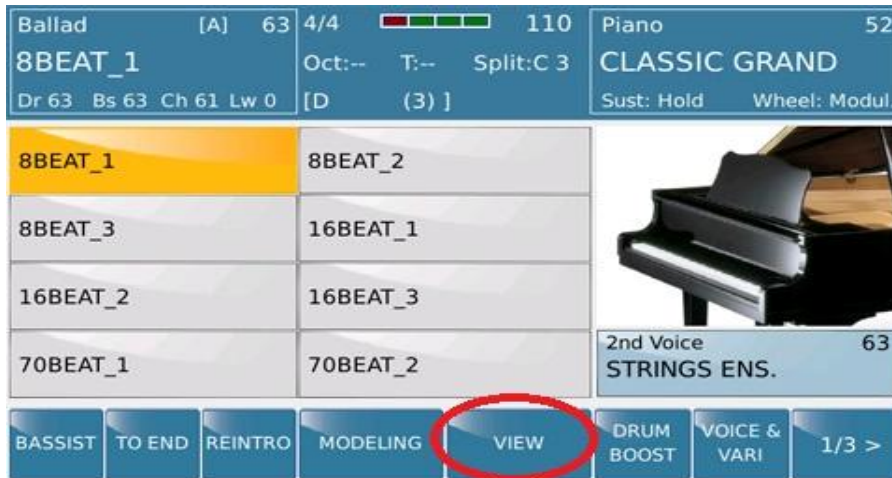 Ballad [A] 63
8BEAT_1
Dr 63 Bs 63 Ch 61 Lw 0
4/4 110
Oct:-- T:-- Split:C 3
[D (3) ]
Piano 52
CLASSIC GRAND
Sust: Hold Wheel: Modul.
8BEAT_1 8BEAT_2
8BEAT_3 16BEAT_1
16BEAT_2 16BEAT_3
70BEAT_1 70BEAT_2
2nd Voice 63
STRINGS ENS.
BASSIST TO END REINTRO MODELING VIEW DRUM BOOST VOICE & VARI 1/3 >